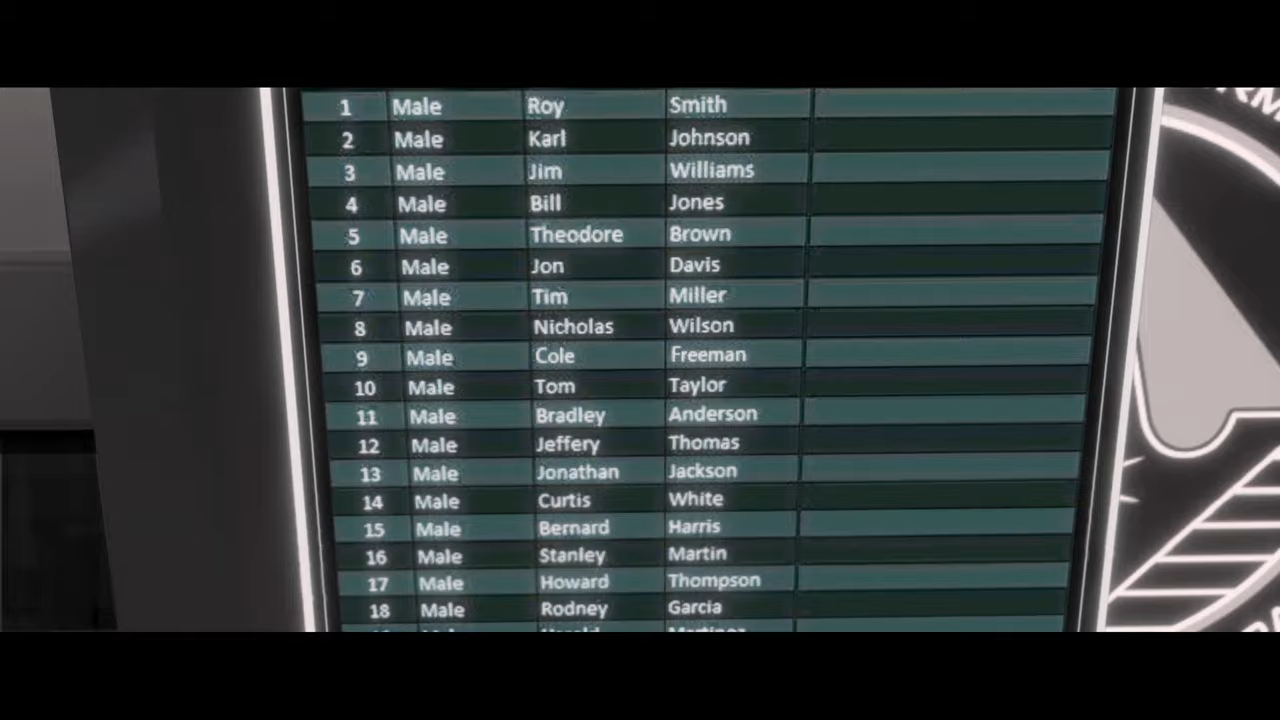 1 Male Roy Smith
2 Male Karl Johnson
3 Male Jim Williams
4 Male Bill Jones
5 Male Theodore Brown
6 Male Jon Davis
7 Male Tim Miller
8 Male Nicholas Wilson
9 Male Cole Freeman
10 Male Tom Taylor
11 Male Bradley Anderson
12 Male Jeffery Thomas
13 Male Jonathan Jackson
14 Male Curtis White
15 Male Bernard Harris
16 Male Stanley Martin
17 Male Howard Thompson
18 Male Rodney Garcia